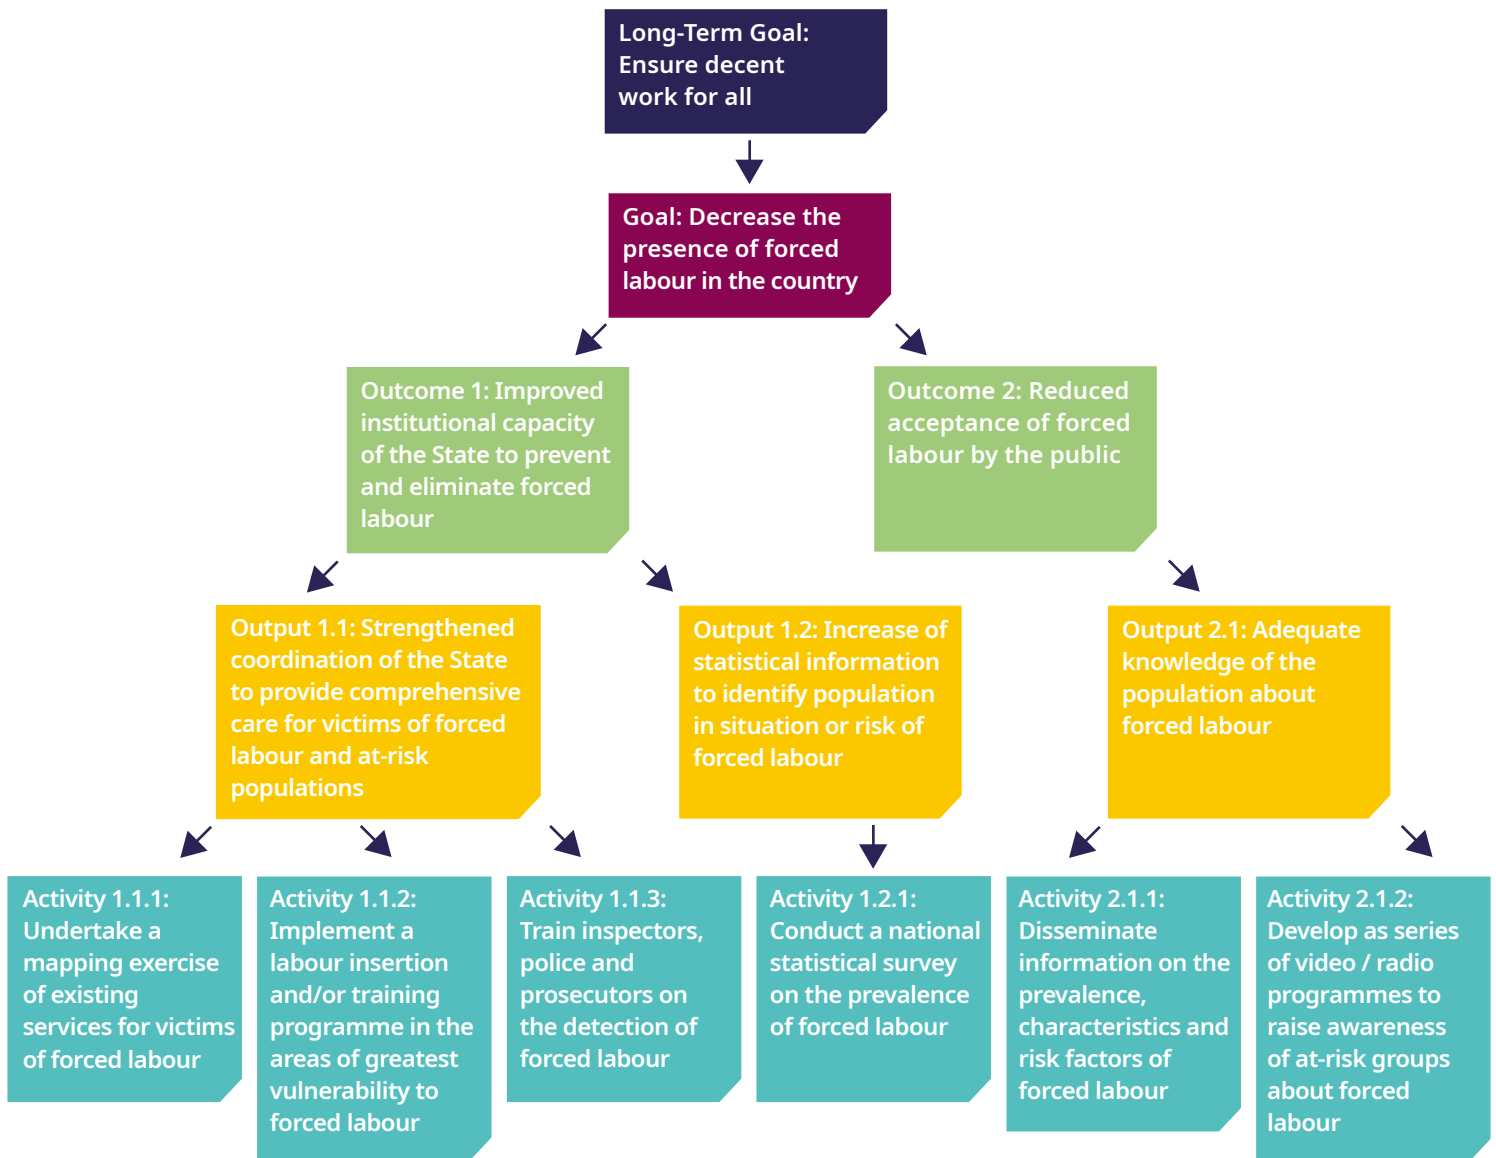 Long-Term Goal:
Ensure decent
work for all
Goal: Decrease the
presence of forced
labour in the country
Outcome 1: Improved
institutional capacity
of the State to prevent
and eliminate forced
labour
Outcome 2: Reduced
acceptance of forced
labour by the public
Output 1.1: Strengthened
coordination of the State
to provide comprehensive
care for victims of forced
labour and at-risk
populations
Output 1.2: Increase of
statistical information
to identify population
in situation or risk of
forced labour
Output 2.1: Adequate
knowledge of the
population about
forced labour
Activity 1.1.1:
Undertake a
mapping exercise
of existing
services for victims
of forced labour
Activity 1.1.2:
Implement a
labour insertion
and/or training
programme in the
areas of greatest
vulnerability to
forced labour
Activity 1.1.3:
Train inspectors,
police and
prosecutors on
the detection of
forced labour
Activity 1.2.1:
Conduct a national
statistical survey
on the prevalence
of forced labour
Activity 2.1.1:
Disseminate
information on the
prevalence,
characteristics and
risk factors of
forced labour
Activity 2.1.2:
Develop as series
of video / radio
programmes to
raise awareness
of at-risk groups
about forced
labour